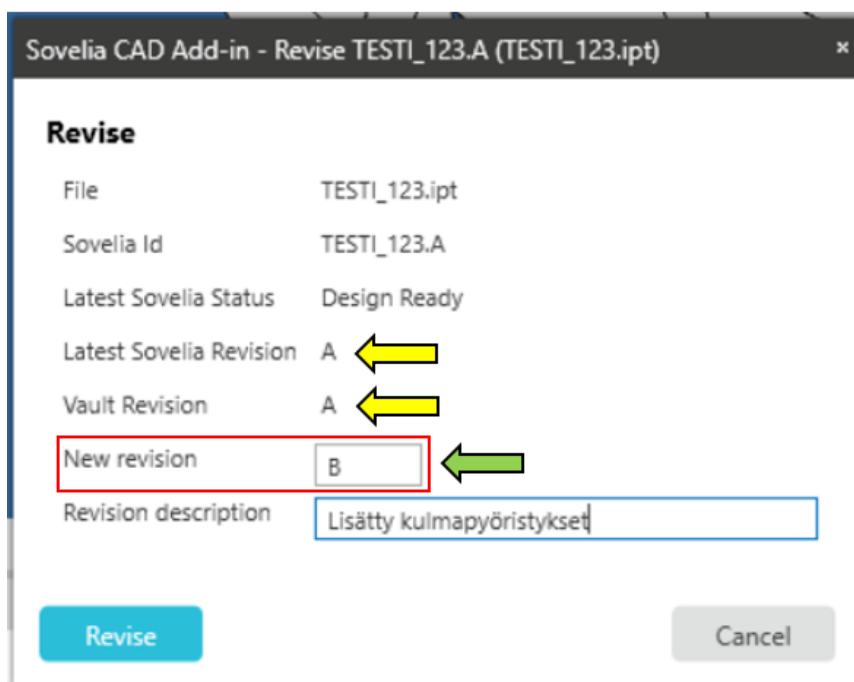 Sovelia CAD Add-in - Revise TESTI_123.A (TESTI_123.ipt) ×
Revise
File TESTI_123.ipt
Sovelia Id TESTI_123.A
Latest Sovelia Status Design Ready
Latest Sovelia Revision A
Vault Revision A
New revision B
Revision description Lisätty kulmapyöristykset
Revise Cancel